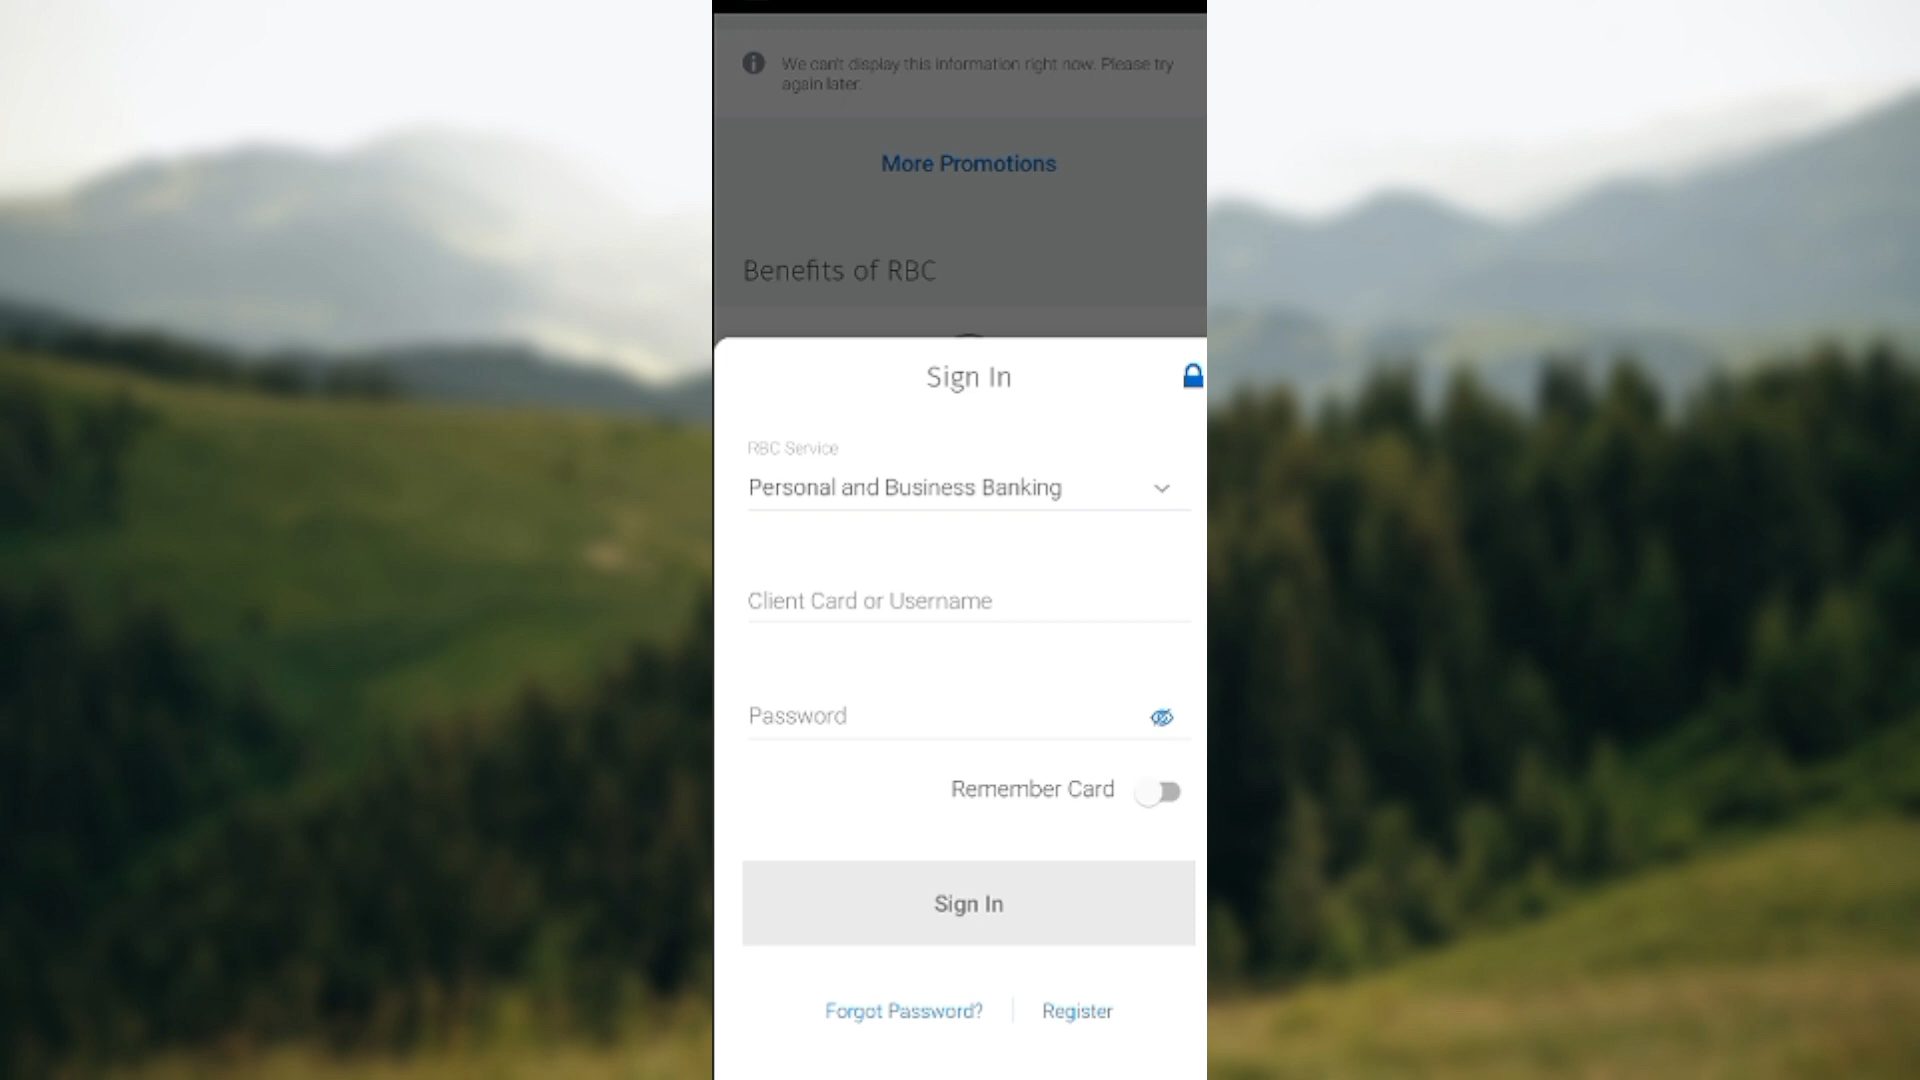 We can't display this information right now. Please try
again later.
More Promotions
Benefits of RBC
Sign In
RBC Service
Personal and Business Banking
Client Card or Username
Password
Remember Card
Sign In
Forgot Password?
Register